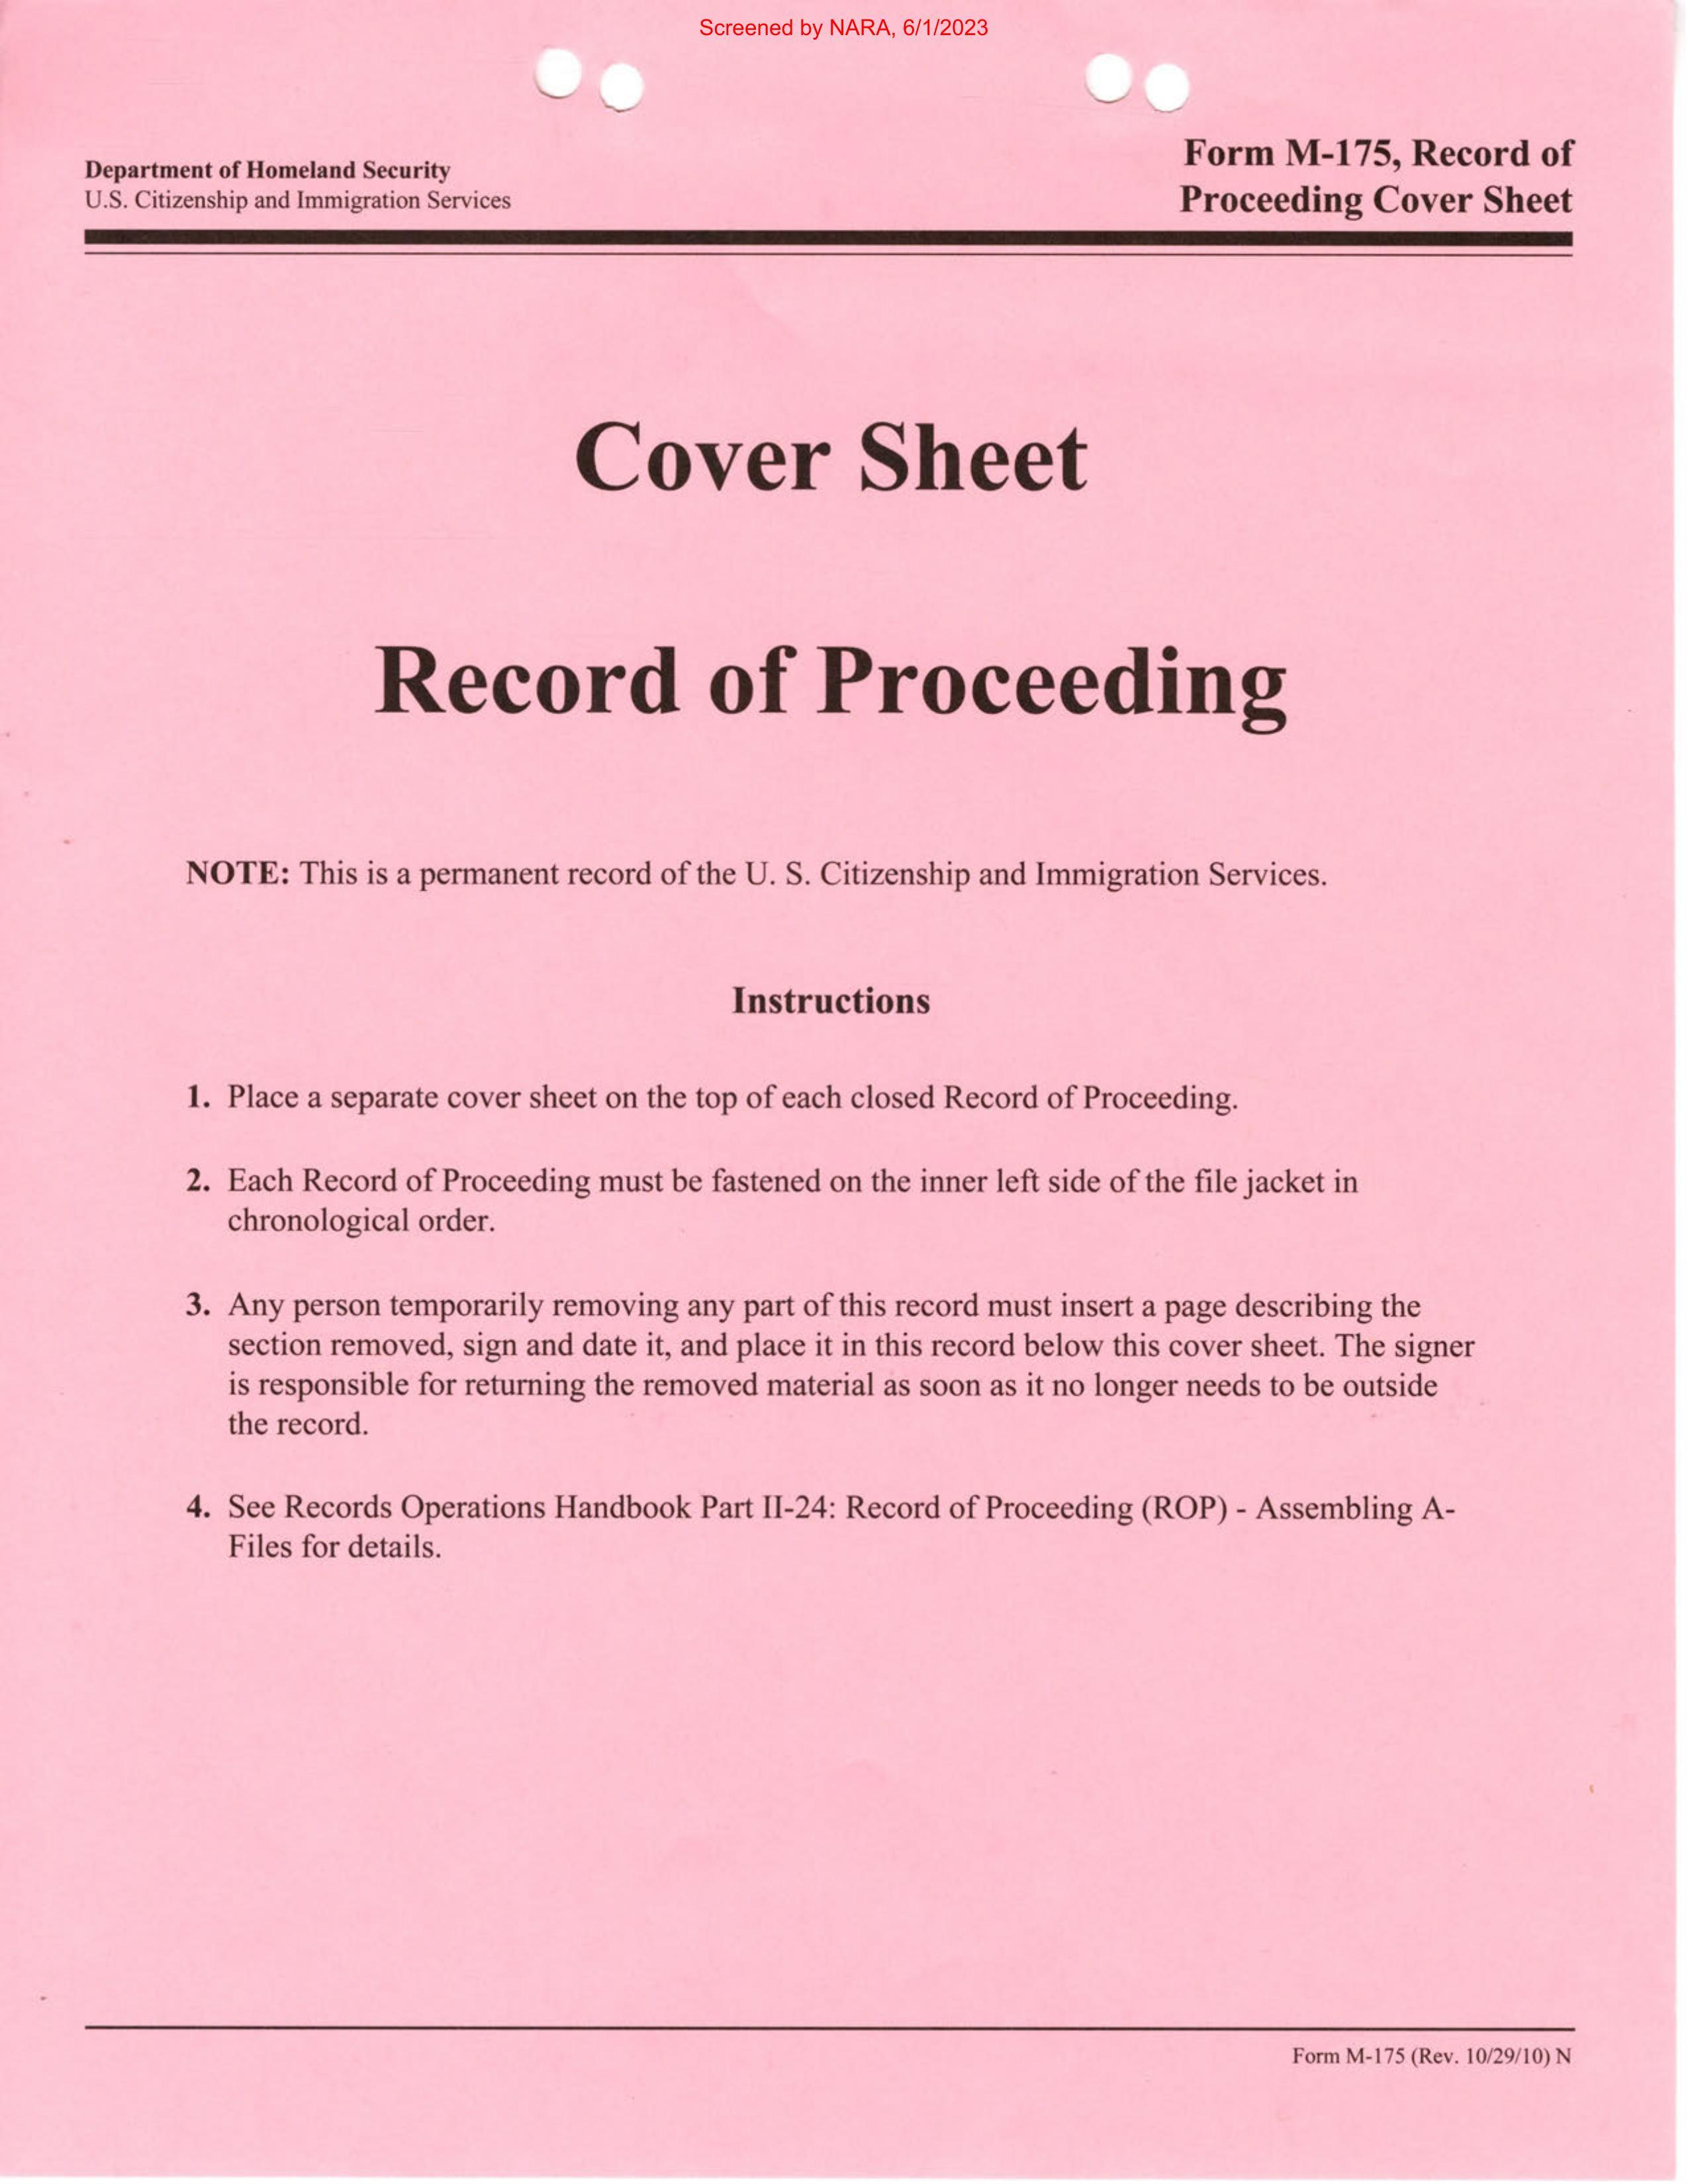 Screened by NARA, 6/1/2023
Department of Homeland Security
U.S. Citizenship and Immigration Services
Form M-175, Record of
Proceeding Cover Sheet
Cover Sheet
Record of Proceeding
NOTE: This is a permanent record of the U. S. Citizenship and Immigration Services.
Instructions
1. Place a separate cover sheet on the top of each closed Record of Proceeding.
2. Each Record of Proceeding must be fastened on the inner left side of the file jacket in
chronological order.
3. Any person temporarily removing any part of this record must insert a page describing the
section removed, sign and date it, and place it in this record below this cover sheet. The signer
is responsible for returning the removed material as soon as it no longer needs to be outside
the record.
4. See Records Operations Handbook Part II-24: Record of Proceeding (ROP) - Assembling A-
Files for details.
Form M-175 (Rev. 10/29/10) N